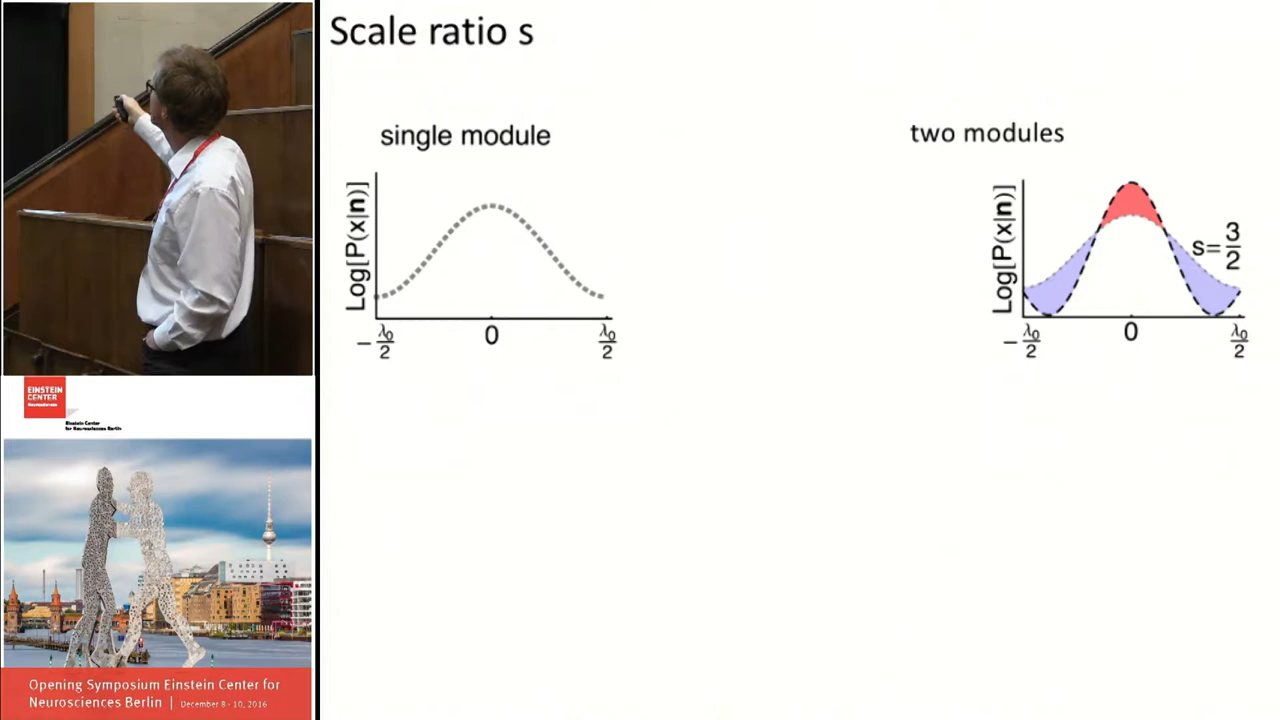 Scale ratio s
single module
Log[P(x|n)]
− λ₀/2
0
λ₀/2
two modules
Log[P(x|n)]
s= 3/2
− λ₀/2
0
λ₀/2
EINSTEIN
CENTER
Neurosciences
Einstein Center
for Neurosciences Berlin
Opening Symposium Einstein Center for
Neurosciences Berlin | December 8 - 10, 2016